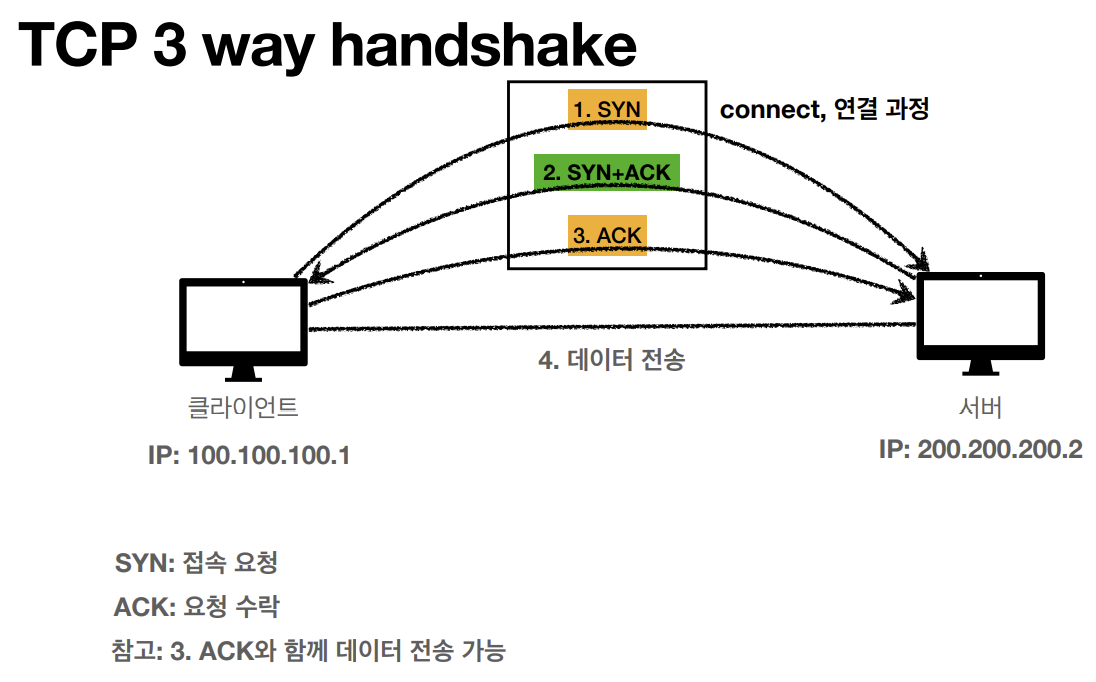 TCP 3 way handshake
1. SYN
connect, 연결 과정
2. SYN+ACK
3. ACK
4. 데이터 전송
클라이언트
서버
IP: 100.100.100.1
IP: 200.200.200.2
SYN: 접속 요청
ACK: 요청 수락
참고: 3. ACK와 함께 데이터 전송 가능